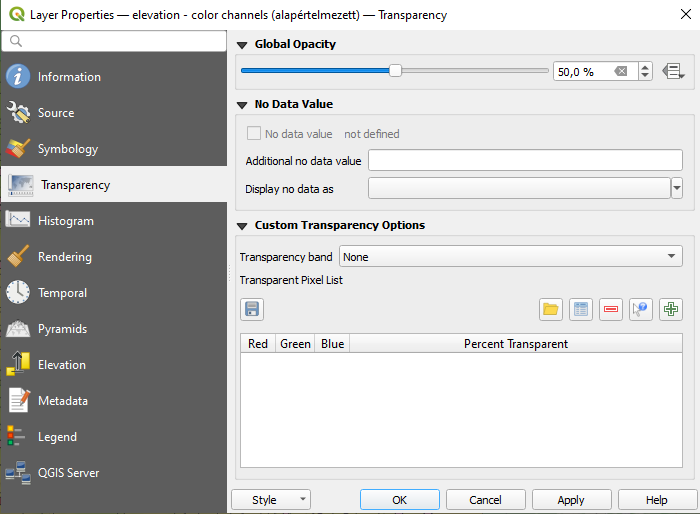 Layer Properties — elevation - color channels (alapértelmezett) — Transparency
Information
Source
Symbology
Transparency
Histogram
Rendering
Temporal
Pyramids
Elevation
Metadata
Legend
QGIS Server
Global Opacity
50,0 %
No Data Value
No data value not defined
Additional no data value
Display no data as
Custom Transparency Options
Transparency band None
Transparent Pixel List
Red Green Blue Percent Transparent
Style OK Cancel Apply Help